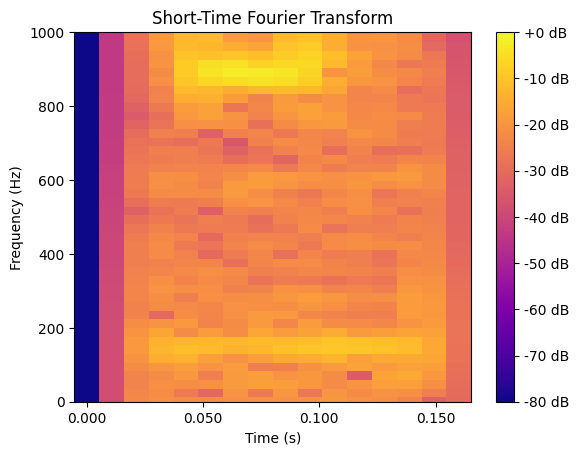 Short-Time Fourier Transform
1000
800
600
400
200
0
Frequency (Hz)
0.000
0.050
0.100
0.150
Time (s)
+0 dB
-10 dB
-20 dB
-30 dB
-40 dB
-50 dB
-60 dB
-70 dB
-80 dB